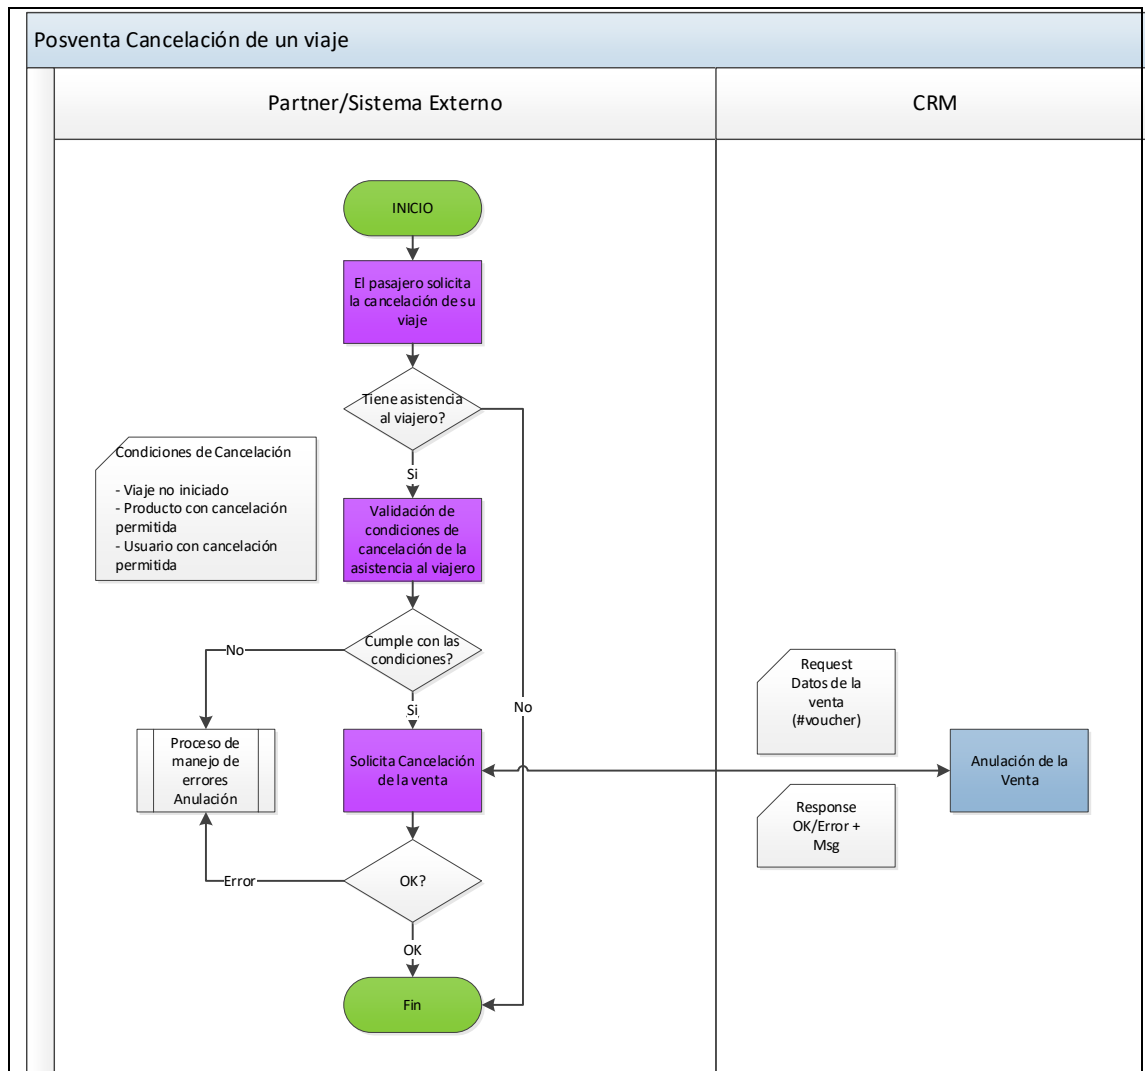 Posventa Cancelación de un viaje
Partner/Sistema Externo
CRM
INICIO
El pasajero solicita
la cancelación de su
viaje
Tiene asistencia
al viajero?
Condiciones de Cancelación
- Viaje no iniciado
- Producto con cancelación
permitida
- Usuario con cancelación
permitida
Si
Validación de
condiciones de
cancelación de la
asistencia al viajero
Cumple con las
condiciones?
No
Si
No
Request
Datos de la
venta
(#voucher)
Proceso de
manejo de
errores
Anulación
Solicita Cancelación
de la venta
Anulación de la
Venta
Response
OK/Error +
Msg
Error
OK?
OK
Fin